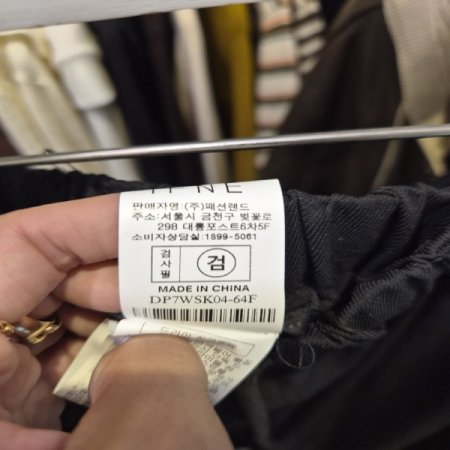 판매자명:(주)패션랜드
주소:서울시 금천구 벚꽃로
298 대륭포스트6차5F
소비자상담실:1899-5061
검사필 검
MADE IN CHINA
DP7WSK04-64F